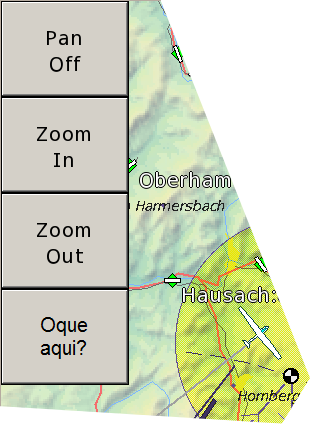 Pan
Off
Zoom
In
Oberham
Harmersbach
Zoom
Out
Hausach:
Oque
aqui?
Hornberg